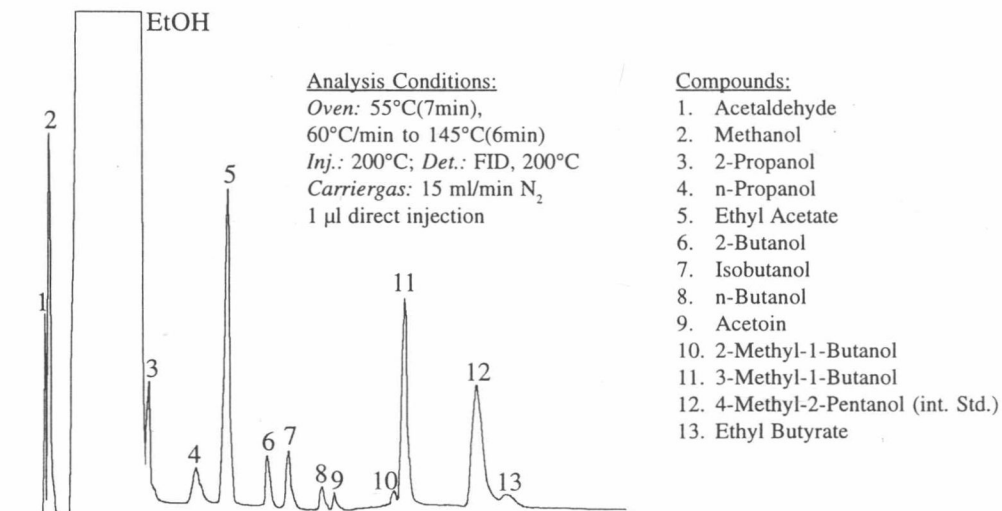 EtOH
2
5
1
3
4
6
7
8
9
10
11
12
13
Analysis Conditions:
Oven: 55°C(7min),
60°C/min to 145°C(6min)
Inj.: 200°C; Det.: FID, 200°C
Carriergas: 15 ml/min N₂
1 µl direct injection
Compounds:
1. Acetaldehyde
2. Methanol
3. 2-Propanol
4. n-Propanol
5. Ethyl Acetate
6. 2-Butanol
7. Isobutanol
8. n-Butanol
9. Acetoin
10. 2-Methyl-1-Butanol
11. 3-Methyl-1-Butanol
12. 4-Methyl-2-Pentanol (int. Std.)
13. Ethyl Butyrate